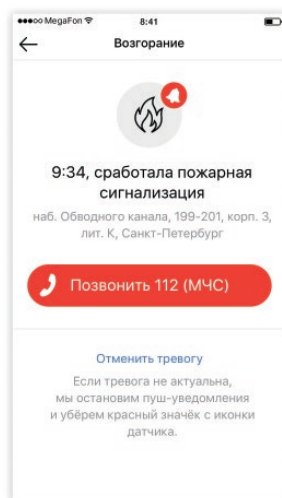 MegaFon 8:41
Возгорание
9:34, сработала пожарная
сигнализация
наб. Обводного канала, 199-201, корп. 3,
лит. К, Санкт-Петербург
Позвонить 112 (МЧС)
Отменить тревогу
Если тревога не актуальна,
мы остановим пуш-уведомления
и уберём красный значёк с иконки
датчика.